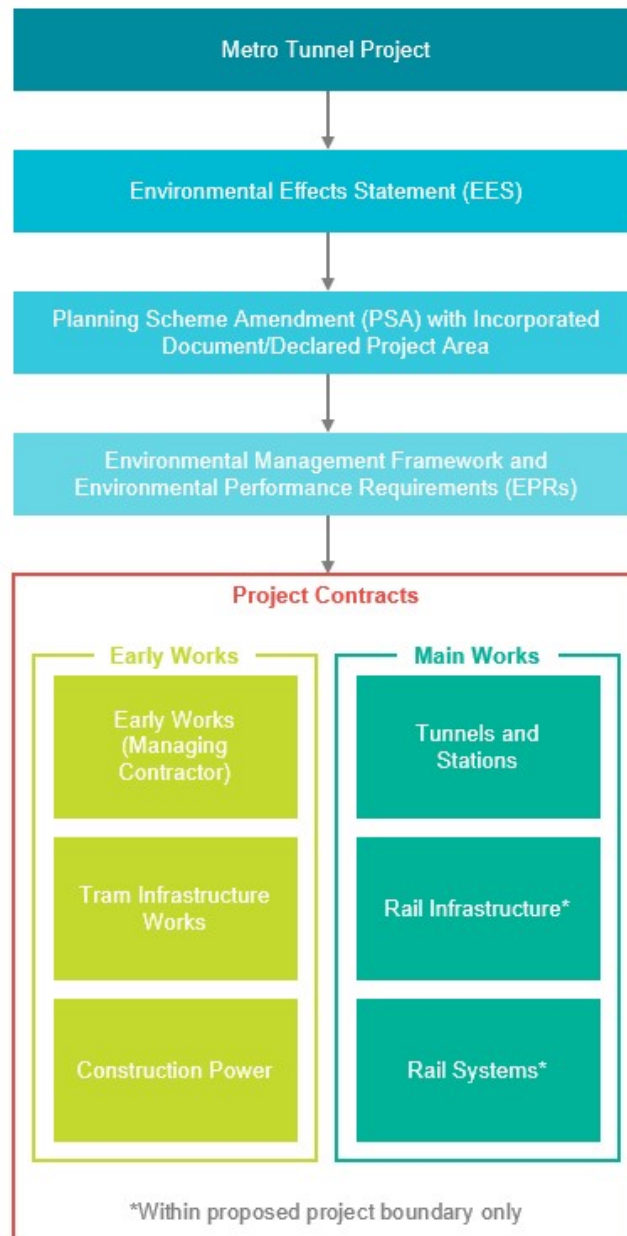 Metro Tunnel Project
Environmental Effects Statement (EES)
Planning Scheme Amendment (PSA) with Incorporated
Document/Declared Project Area
Environmental Management Framework and
Environmental Performance Requirements (EPRs)
Project Contracts
Early Works
Early Works
(Managing
Contractor)
Tram Infrastructure
Works
Construction Power
Main Works
Tunnels and
Stations
Rail Infrastructure*
Rail Systems*
*Within proposed project boundary only